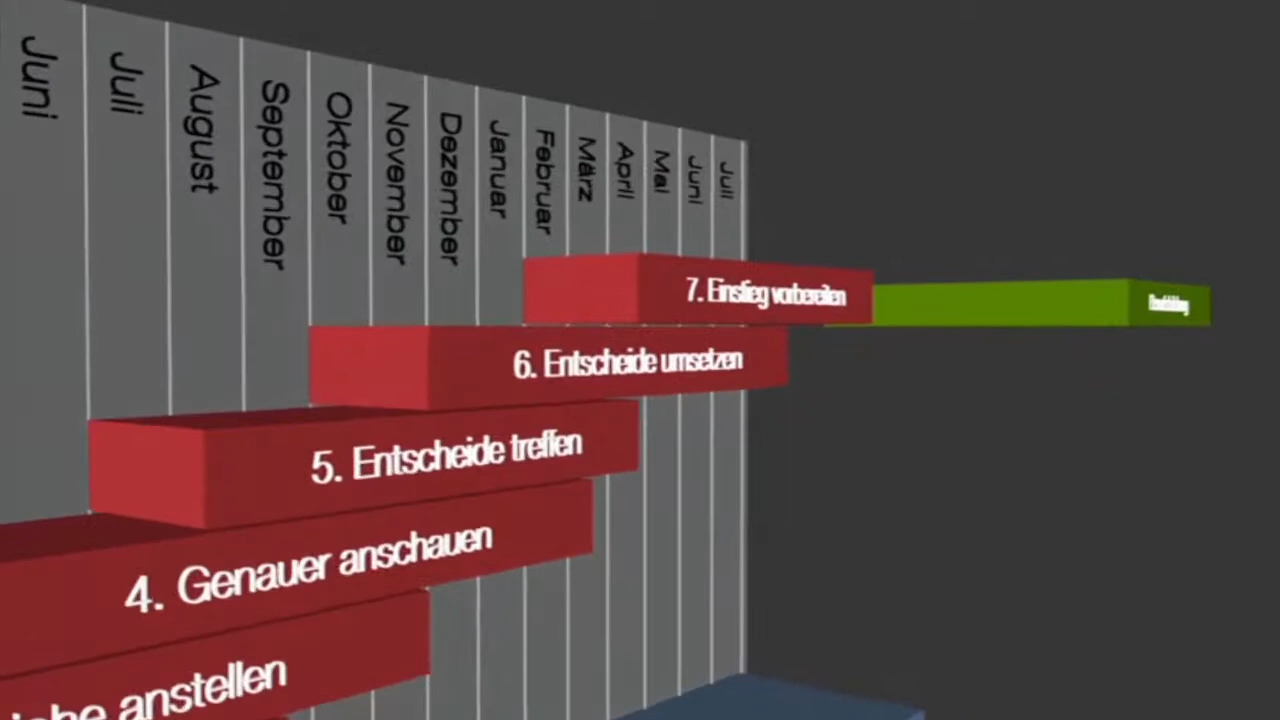 Juni
Juli
August
September
Oktober
November
Dezember
Januar
Februar
März
April
Mai
Juni
Juli
7. Einstieg vorbereiten
6. Entscheide umsetzen
5. Entscheide treffen
4. Genauer anschauen
anstellen